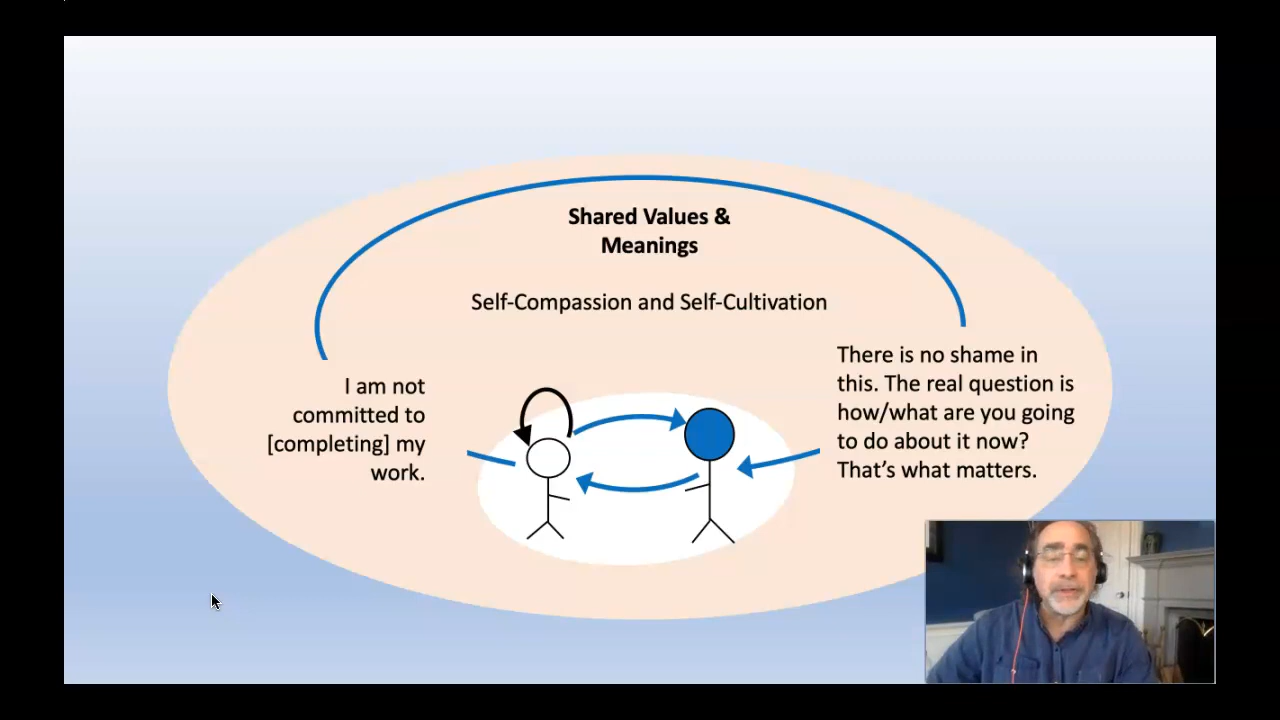 Shared Values &
Meanings
Self-Compassion and Self-Cultivation
I am not
committed to
[completing] my
work.
There is no shame in
this. The real question is
how/what are you going
to do about it now?
That’s what matters.